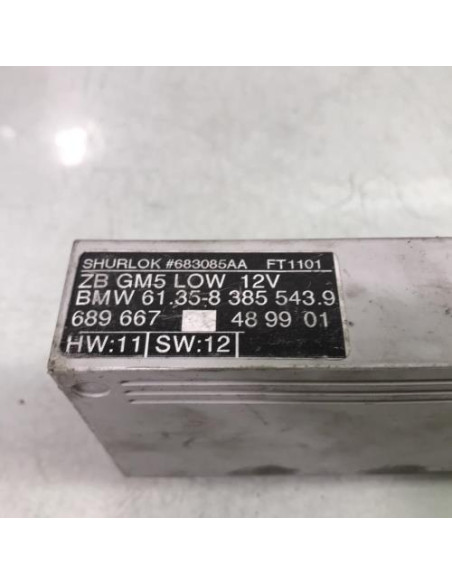 SHURLOK #683085AA FT1101
ZB GM5 LOW 12V
BMW 61.35-8 385 543.9
689 667 48 99 01
HW:11 SW:12